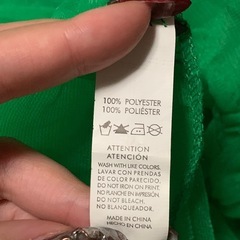 100% POLYESTER
100% POLIÉSTER
ATTENTION
ATENCIÓN
WASH WITH LIKE COLORS.
LAVAR CON PRENDAS
DE COLOR PARECIDO.
DO NOT IRON ON PRINT.
NO PLANCHA EN IMPRESIÓN.
DO NOT BLEACH.
NO BLANQUEADOR.
MADE IN CHINA
HECHO EN CHINA